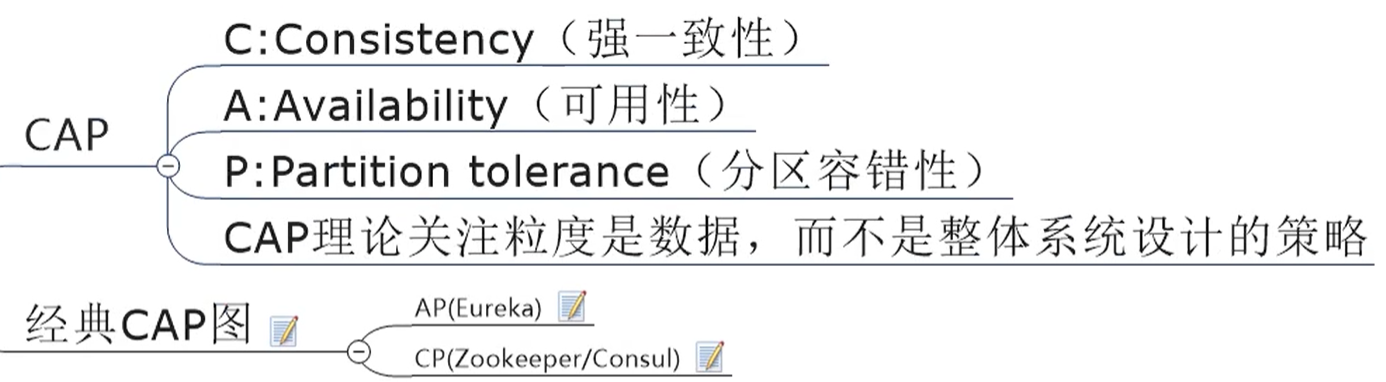 C:Consistency（强一致性）
A:Availability（可用性）
CAP
P:Partition tolerance（分区容错性）
CAP理论关注粒度是数据，而不是整体系统设计的策略
经典CAP图
AP(Eureka)
CP(Zookeeper/Consul)